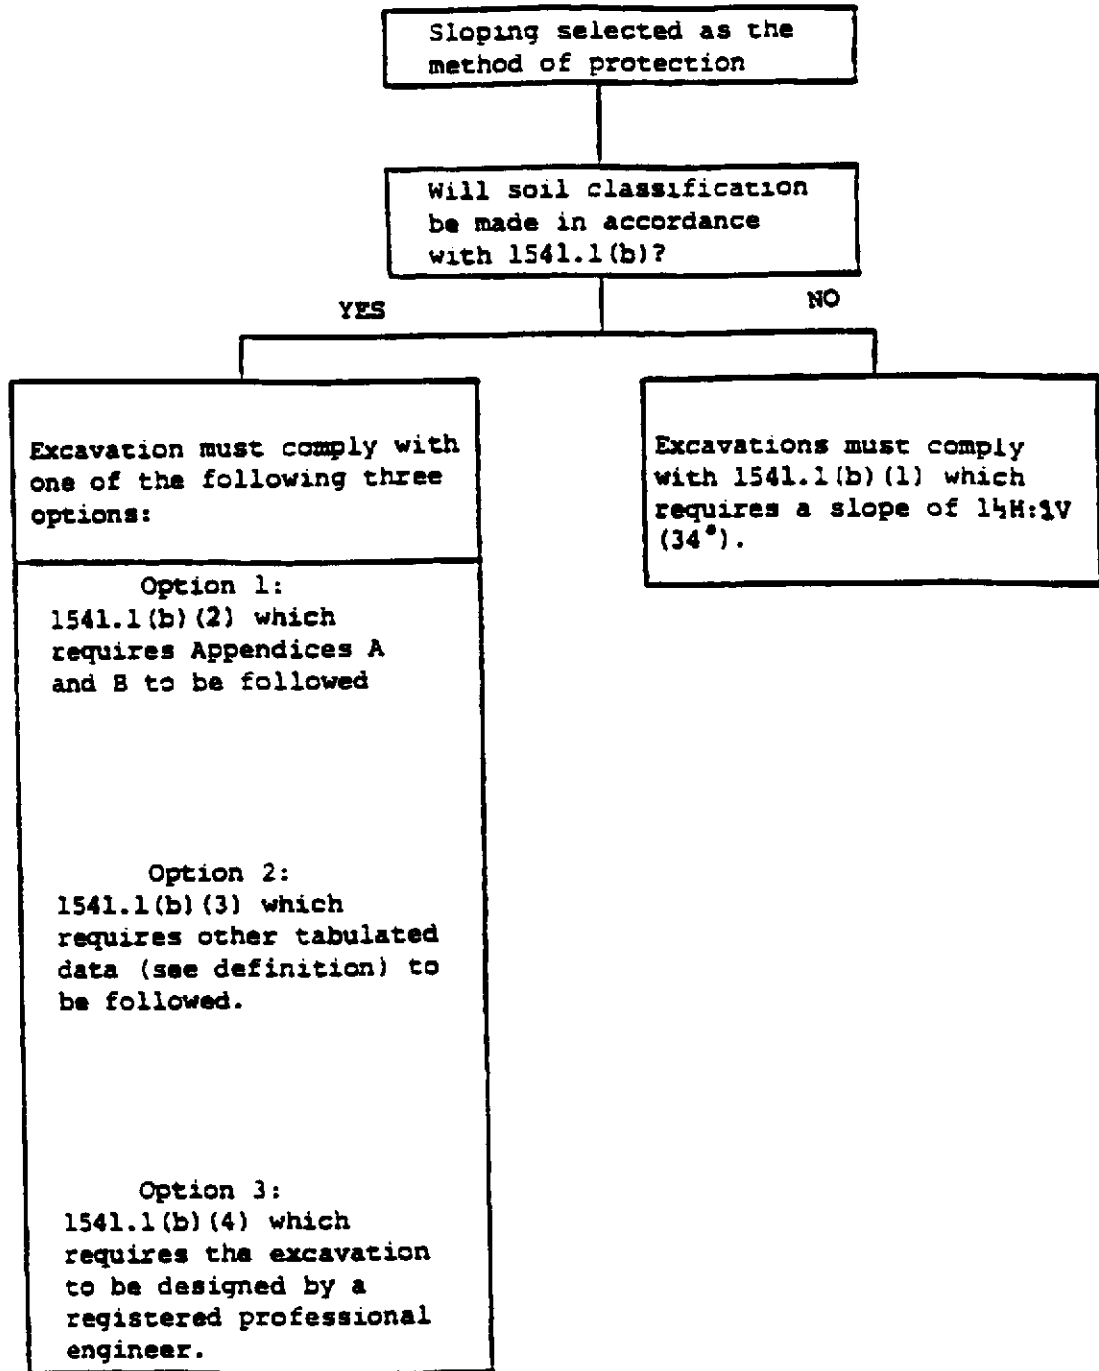 Sloping selected as the
method of protection
Will soil classification
be made in accordance
with 1541.1(b)?
YES
NO
Excavation must comply with
one of the following three
options:
Option 1:
1541.1(b)(2) which
requires Appendices A
and B to be followed
Option 2:
1541.1(b)(3) which
requires other tabulated
data (see definition) to
be followed.
Option 3:
1541.1(b)(4) which
requires the excavation
to be designed by a
registered professional
engineer.
Excavations must comply
with 1541.1(b)(1) which
requires a slope of 1½H:1V
(34°).